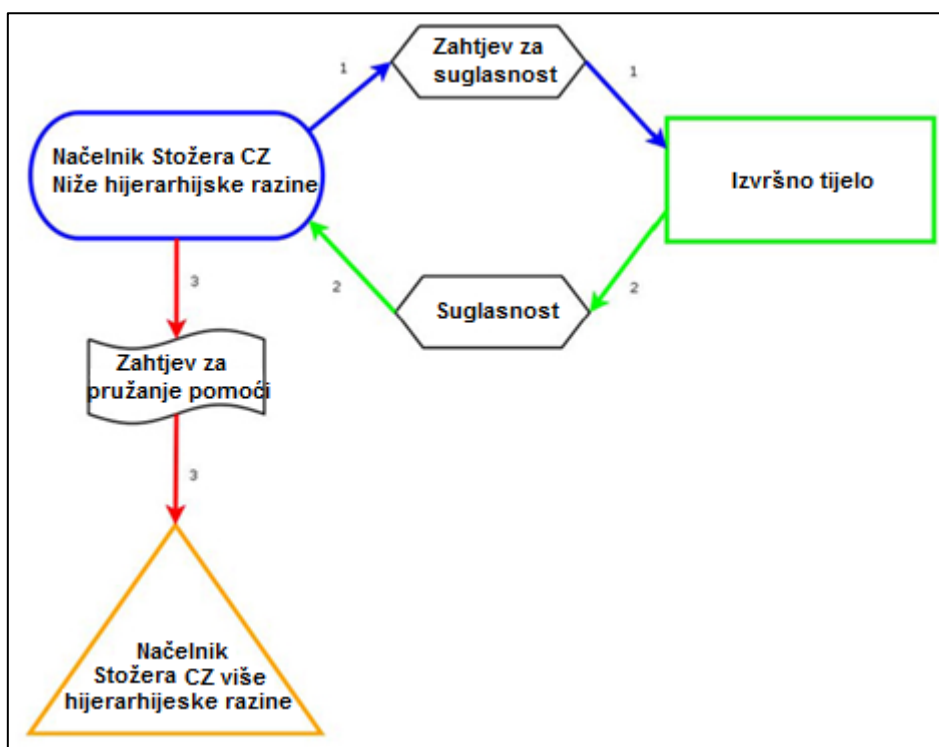 Zahtjev za
suglasnost
1
1
Načelnik Stožera CZ
Niže hijerarhijske razine
Izvršno tijelo
2
Suglasnost
2
3
Zahtjev za
pružanje pomoći
3
Načelnik
Stožera CZ više
hijerarhijeske razine